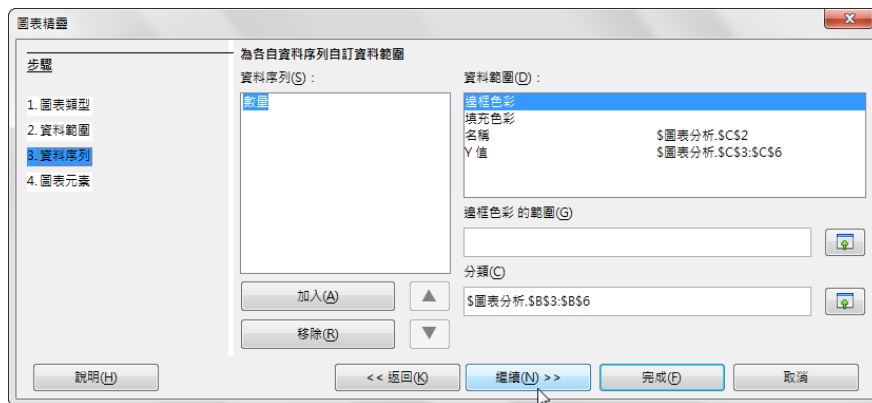 圖表精靈
步驟
1. 圖表類型
2. 資料範圍
3. 資料序列
4. 圖表元素
為各自資料序列自訂資料範圍
資料序列(S)：
數量
加入(A)
移除(R)
資料範圍(D)：
邊框色彩
填充色彩
名稱 $圖表分析.$C$2
Y 值 $圖表分析.$C$3:$C$6
邊框色彩 的範圍(G)
分類(C)
$圖表分析.$B$3:$B$6
說明(H)
<< 返回(K)
繼續(N) >>
完成(F)
取消